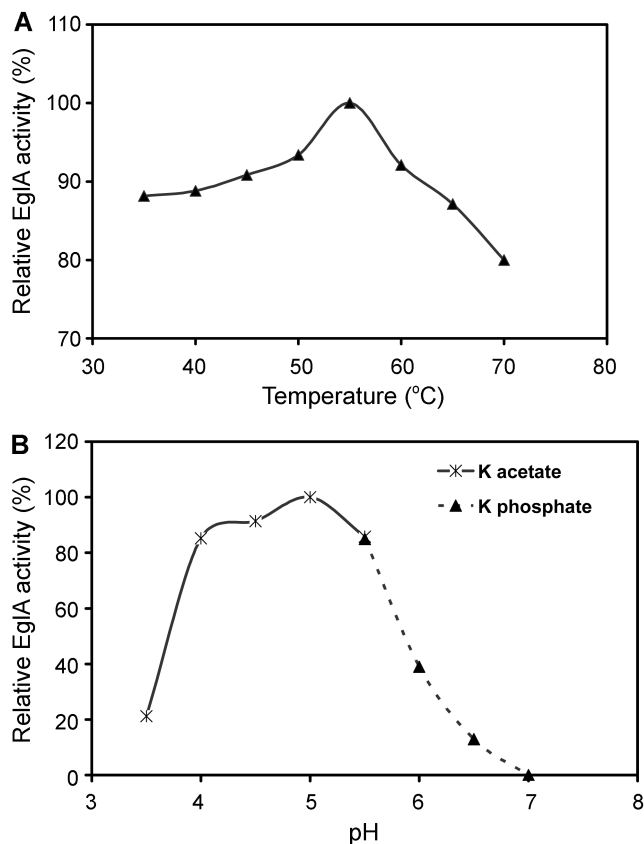 A
Relative EglA activity (%)
110
100
90
80
70
30 40 50 60 70 80
Temperature (°C)
B
Relative EglA activity (%)
120
100
80
60
40
20
0
K acetate
K phosphate
3 4 5 6 7 8
pH